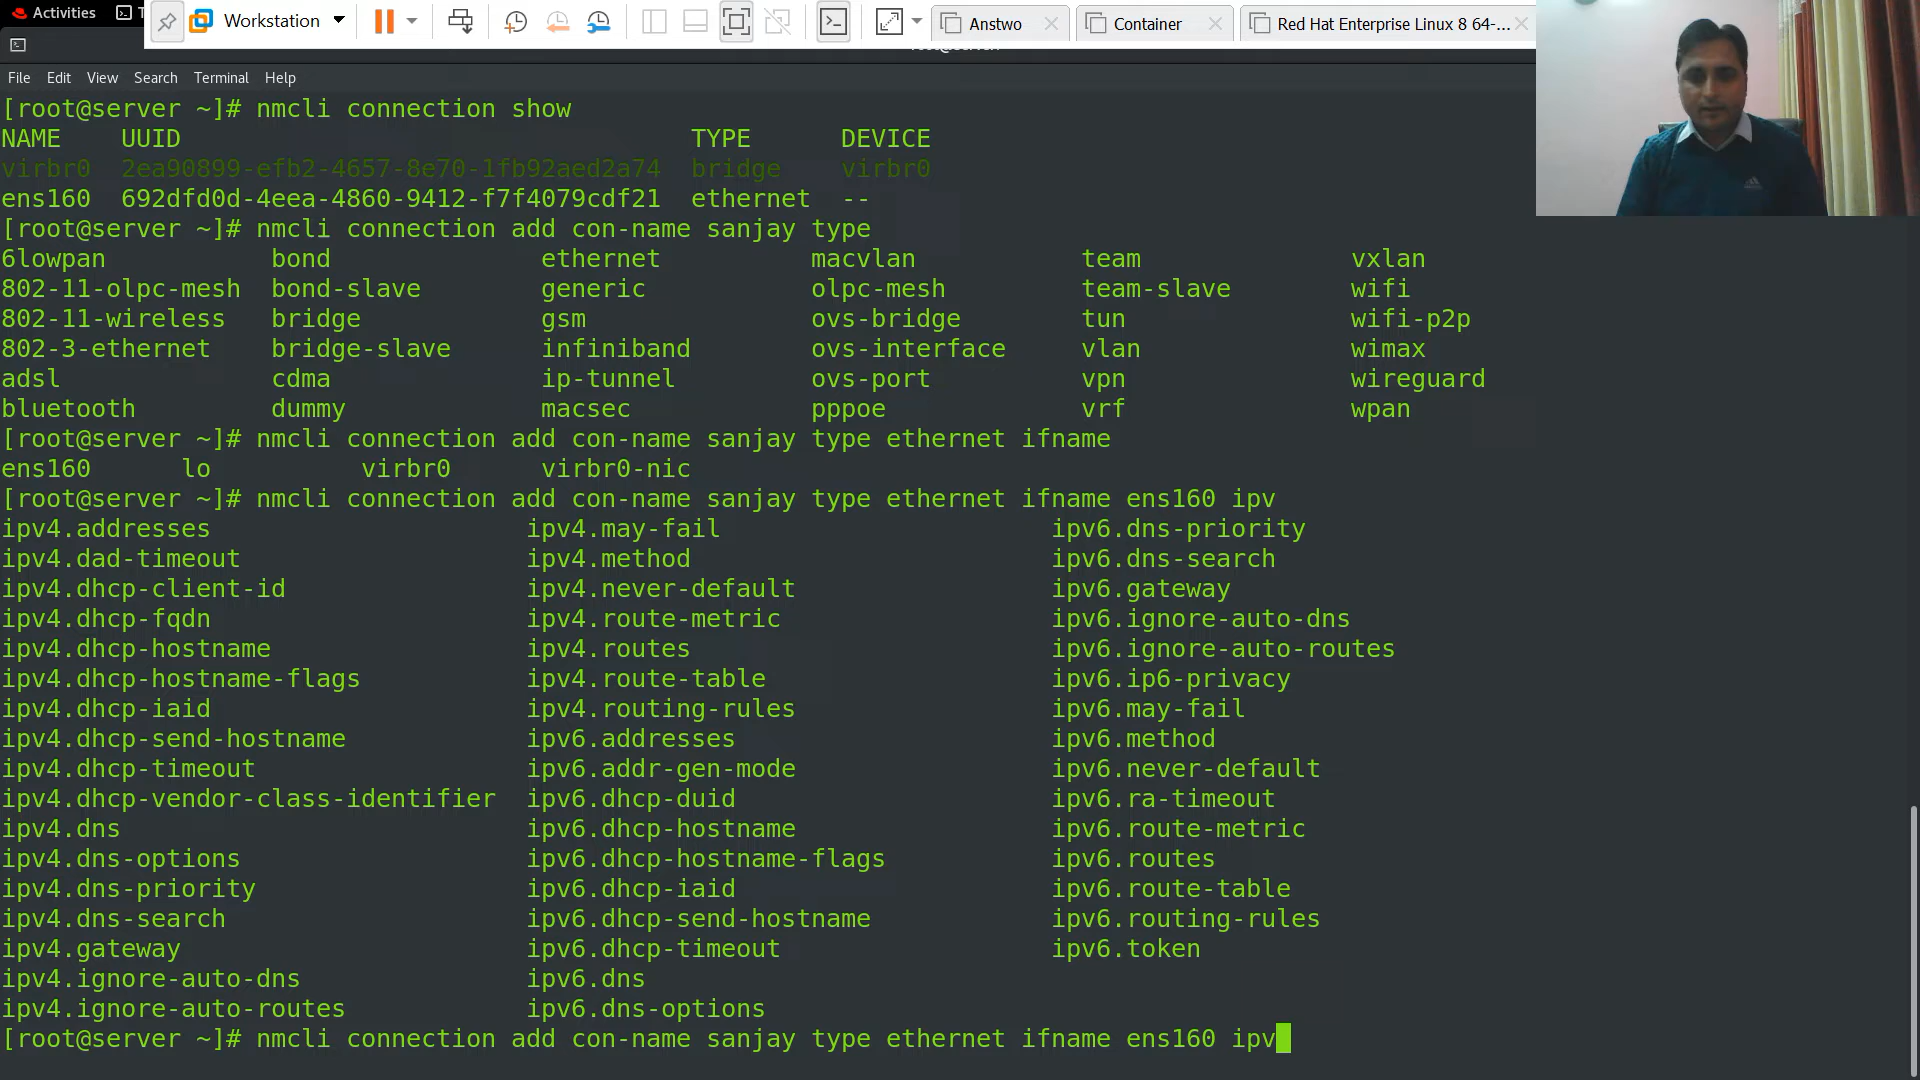 Activities
Workstation
Anstwo
Container
Red Hat Enterprise Linux 8 64-...
File Edit View Search Terminal Help
[root@server ~]# nmcli connection show
NAME UUID TYPE DEVICE
virbr0 2ea90899-efb2-4657-8e70-1fb92aed2a74 bridge virbr0
ens160 692dfd0d-4eea-4860-9412-f7f4079cdf21 ethernet --
[root@server ~]# nmcli connection add con-name sanjay type
6lowpan bond ethernet macvlan team vxlan
802-11-olpc-mesh bond-slave generic olpc-mesh team-slave wifi
802-11-wireless bridge gsm ovs-bridge tun wifi-p2p
802-3-ethernet bridge-slave infiniband ovs-interface vlan wimax
adsl cdma ip-tunnel ovs-port vpn wireguard
bluetooth dummy macsec pppoe vrf wpan
[root@server ~]# nmcli connection add con-name sanjay type ethernet ifname
ens160 lo virbr0 virbr0-nic
[root@server ~]# nmcli connection add con-name sanjay type ethernet ifname ens160 ipv
ipv4.addresses ipv4.may-fail ipv6.dns-priority
ipv4.dad-timeout ipv4.method ipv6.dns-search
ipv4.dhcp-client-id ipv4.never-default ipv6.gateway
ipv4.dhcp-fqdn ipv4.route-metric ipv6.ignore-auto-dns
ipv4.dhcp-hostname ipv4.routes ipv6.ignore-auto-routes
ipv4.dhcp-hostname-flags ipv4.route-table ipv6.ip6-privacy
ipv4.dhcp-iaid ipv4.routing-rules ipv6.may-fail
ipv4.dhcp-send-hostname ipv6.addresses ipv6.method
ipv4.dhcp-timeout ipv6.addr-gen-mode ipv6.never-default
ipv4.dhcp-vendor-class-identifier ipv6.dhcp-duid ipv6.ra-timeout
ipv4.dns ipv6.dhcp-hostname ipv6.route-metric
ipv4.dns-options ipv6.dhcp-hostname-flags ipv6.routes
ipv4.dns-priority ipv6.dhcp-iaid ipv6.route-table
ipv4.dns-search ipv6.dhcp-send-hostname ipv6.routing-rules
ipv4.gateway ipv6.dhcp-timeout ipv6.token
ipv4.ignore-auto-dns ipv6.dns
ipv4.ignore-auto-routes ipv6.dns-options
[root@server ~]# nmcli connection add con-name sanjay type ethernet ifname ens160 ipv